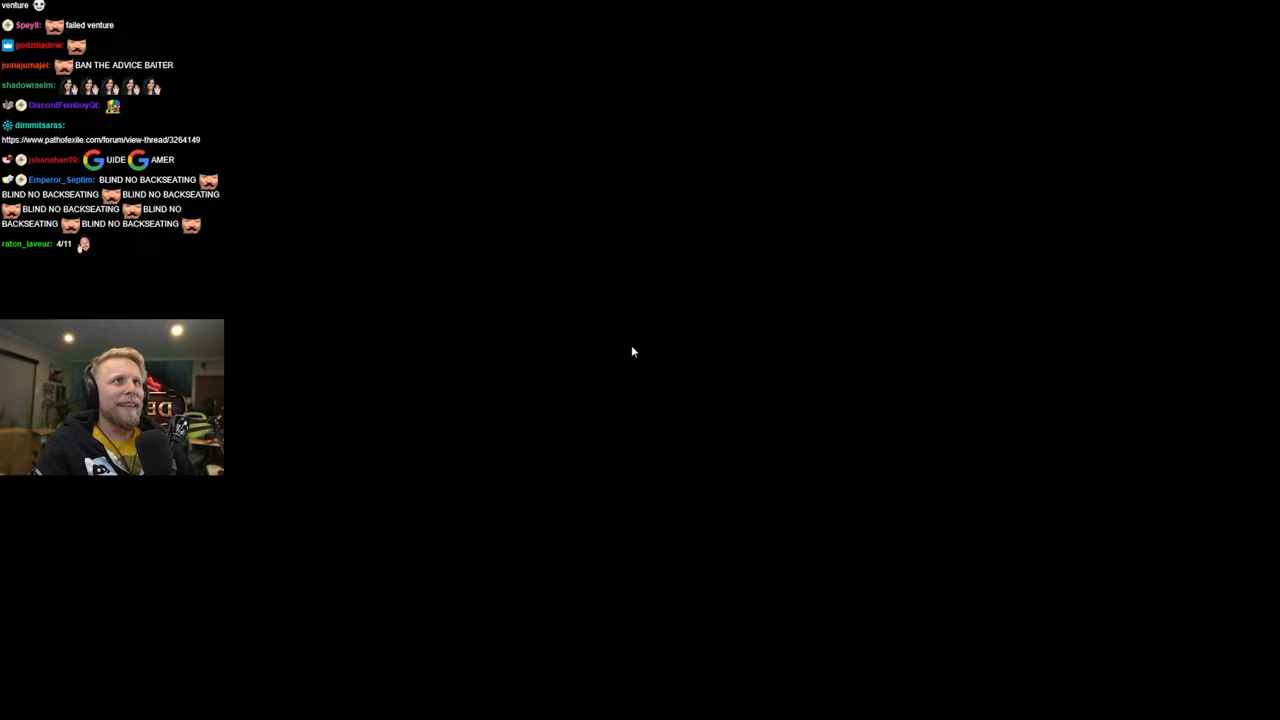 venture
Speyll: failed venture
godziliadnw:
jumajumajei: BAN THE ADVICE BAITER
shadowraelm:
DiscordFemboyQt:
dimmitsaras:
https://www.pathofexile.com/forum/view-thread/3264149
jshanahan99: G UIDE G AMER
Emperor_Septim: BLIND NO BACKSEATING
BLIND NO BACKSEATING BLIND NO BACKSEATING
BLIND NO BACKSEATING BLIND NO
BACKSEATING BLIND NO BACKSEATING
raton_laveur: 4/11